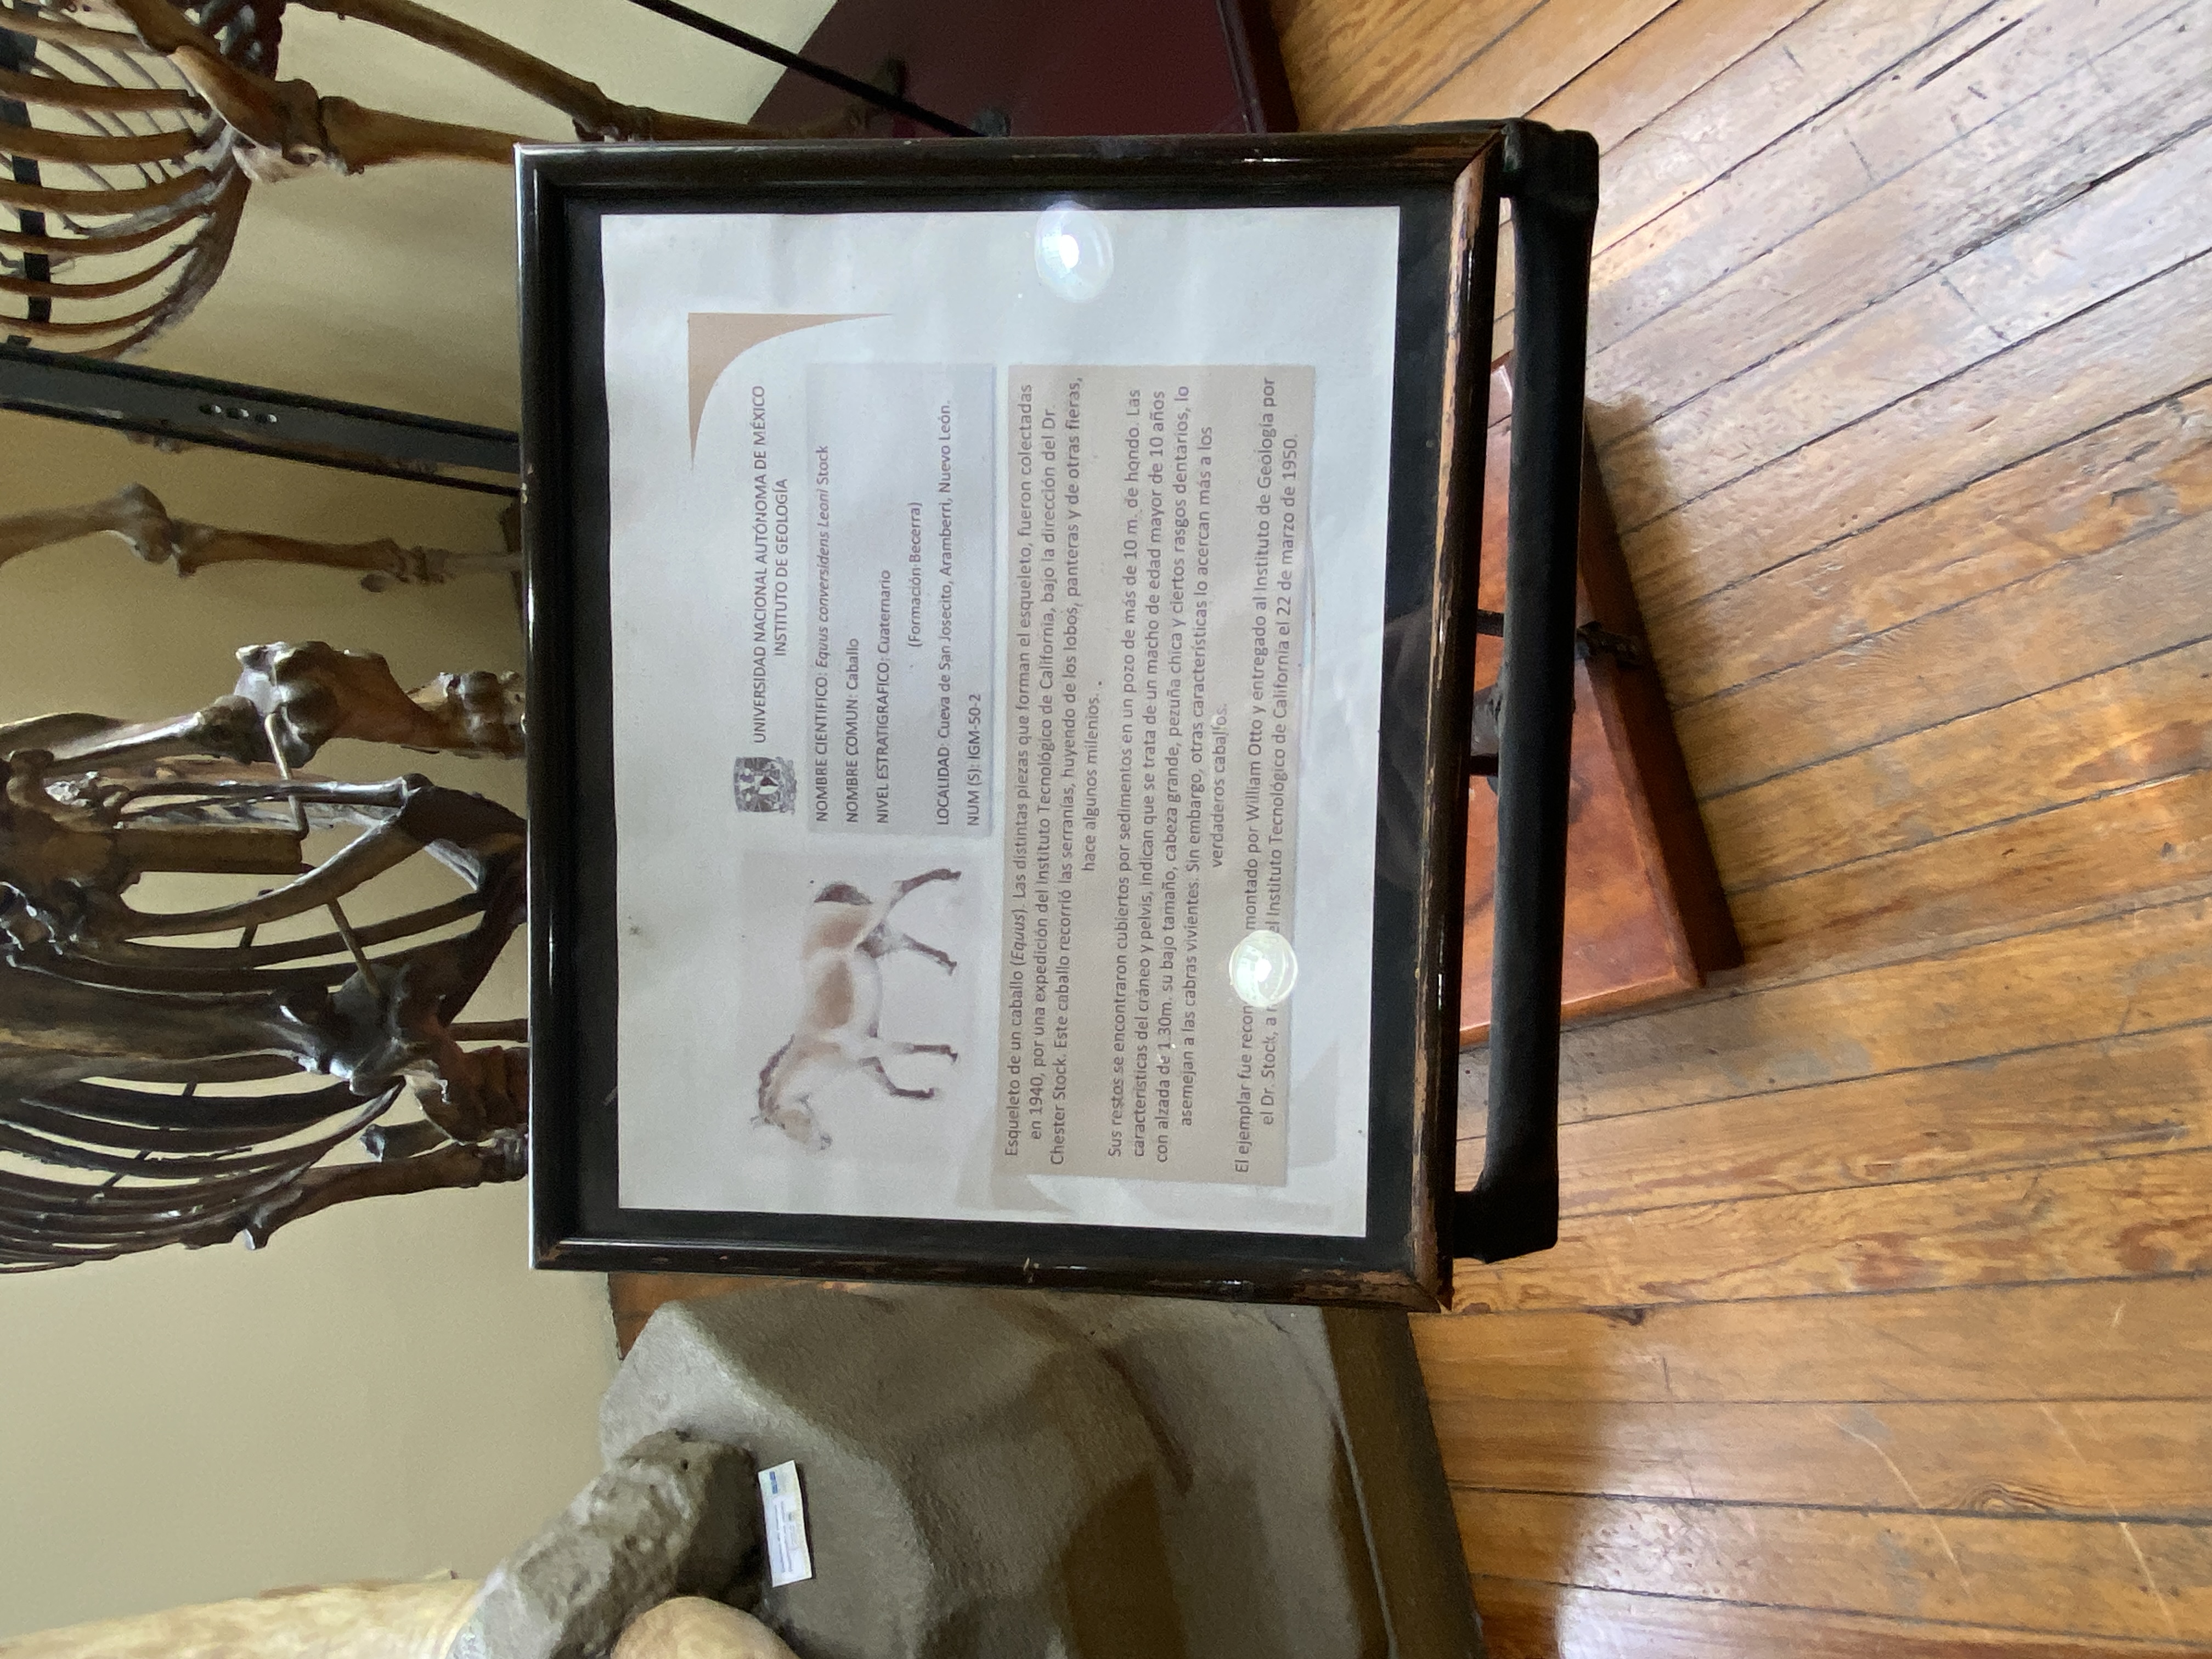 UNIVERSIDAD NACIONAL AUTÓNOMA DE MÉXICO
INSTITUTO DE GEOLOGÍA
NOMBRE CIENTIFICO: Equus conversidens Leoni Stock
NOMBRE COMUN: Caballo
NIVEL ESTRATIGRAFICO: Cuaternario
(Formación Becerra)
LOCALIDAD: Cueva de San Josecito, Aramberri, Nuevo León.
NUM (S): IGM-50-2
Esqueleto de un caballo (Equus). Las distintas piezas que forman el esqueleto, fueron colectadas
en 1940, por una expedición del Instituto Tecnológico de California, bajo la dirección del Dr.
Chester Stock. Este caballo recorrió las serranías, huyendo de los lobos, panteras y de otras fieras,
hace algunos milenios.
Sus restos se encontraron cubiertos por sedimentos en un pozo de más de 10 m. de hondo. Las
características del cráneo y pelvis, indican que se trata de un macho de edad mayor de 10 años
con alzada de 1.30m. su bajo tamaño, cabeza grande, pezuña chica y ciertos rasgos dentarios, lo
asemejan a las cabras vivientes. Sin embargo, otras características lo acercan más a los
verdaderos caballos.
El ejemplar fue montado por William Otto y entregado al Instituto de Geología por
el Dr. Stock, a Instituto Tecnológico de California el 22 de marzo de 1950.